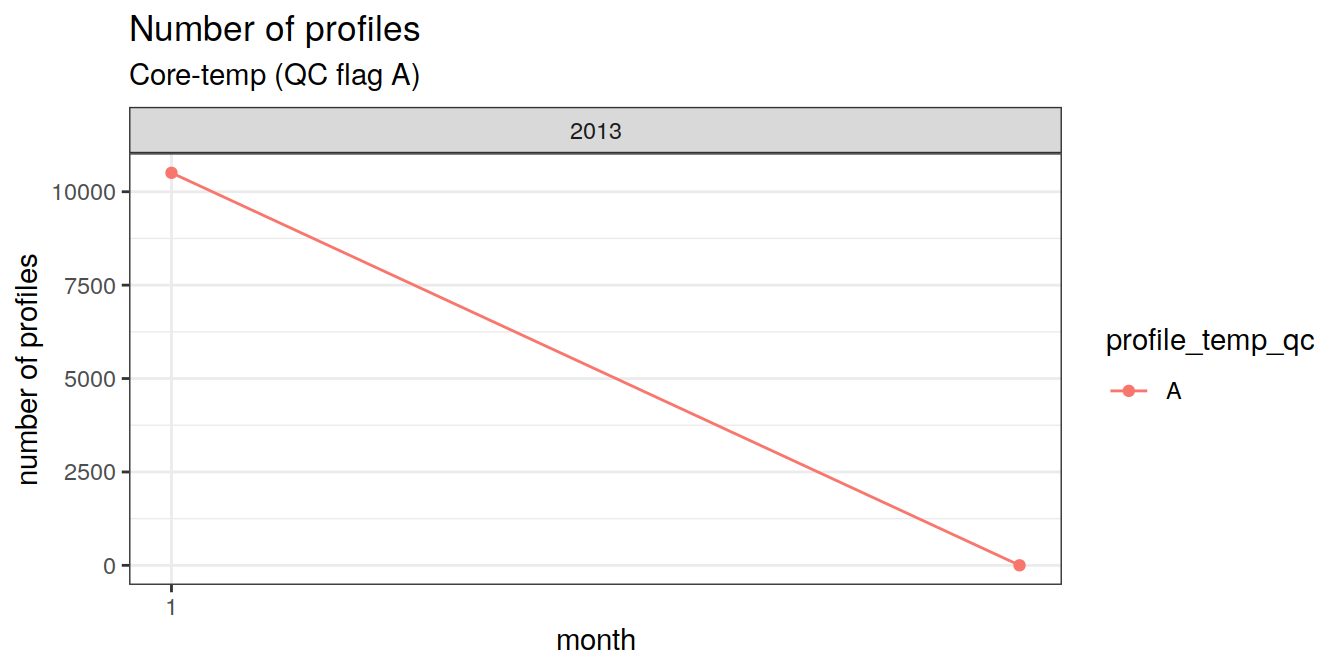 Number of profiles
Core-temp (QC flag A)
2013
10000
7500
5000
2500
0
number of profiles
1
month
profile_temp_qc
A